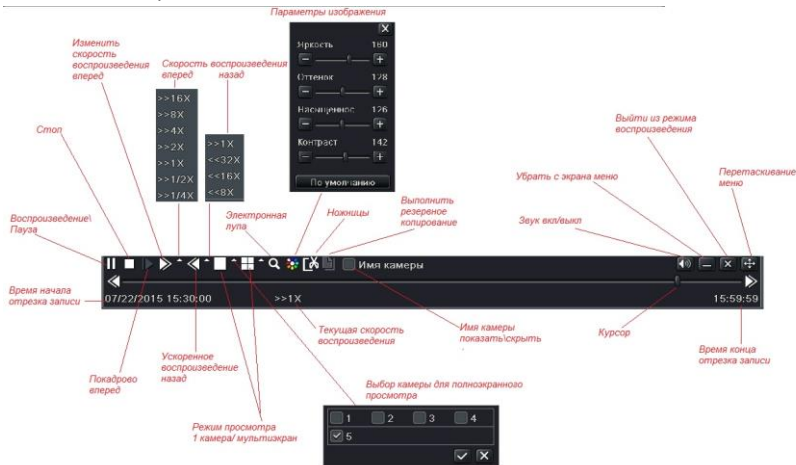 Параметры изображения
X
Яркость 160
Оттенок 128
Насыщеннос 126
Контраст 142
По умолчанию
Изменить
скорость
воспроизведения
вперед
Скорость воспроизведения
вперед
назад
>>16X
>>8X
>>4X
>>2X
>>1X
>>1/2X
>>1/4X
>>1X
<<32X
<<16X
<<8X
Стоп
Воспроизведение\
Пауза
Электронная
лупа
Ножницы
Выполнить
резервное
копирование
Выйти из режима
воспроизведения
Убрать с экрана меню
Перетаскивание
меню
Звук вкл/выкл
Имя камеры
07/22/2015 15:30:00
>>1X
15:59:59
Время начала
отрезка записи
Покадрово
вперед
Ускоренное
воспроизведение
назад
Режим просмотра
1 камера/ мультиэкран
Текущая скорость
воспроизведения
Имя камеры
показать\скрыть
.
Курсор
Время конца
отрезка записи
Выбор камеры для полноэкранного
просмотра
1 2 3 4
5